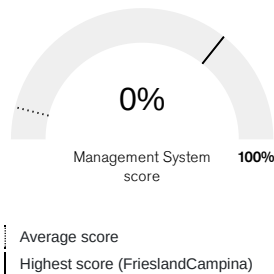 0%
Management System
score
100%
Average score
Highest score (FrieslandCampina)